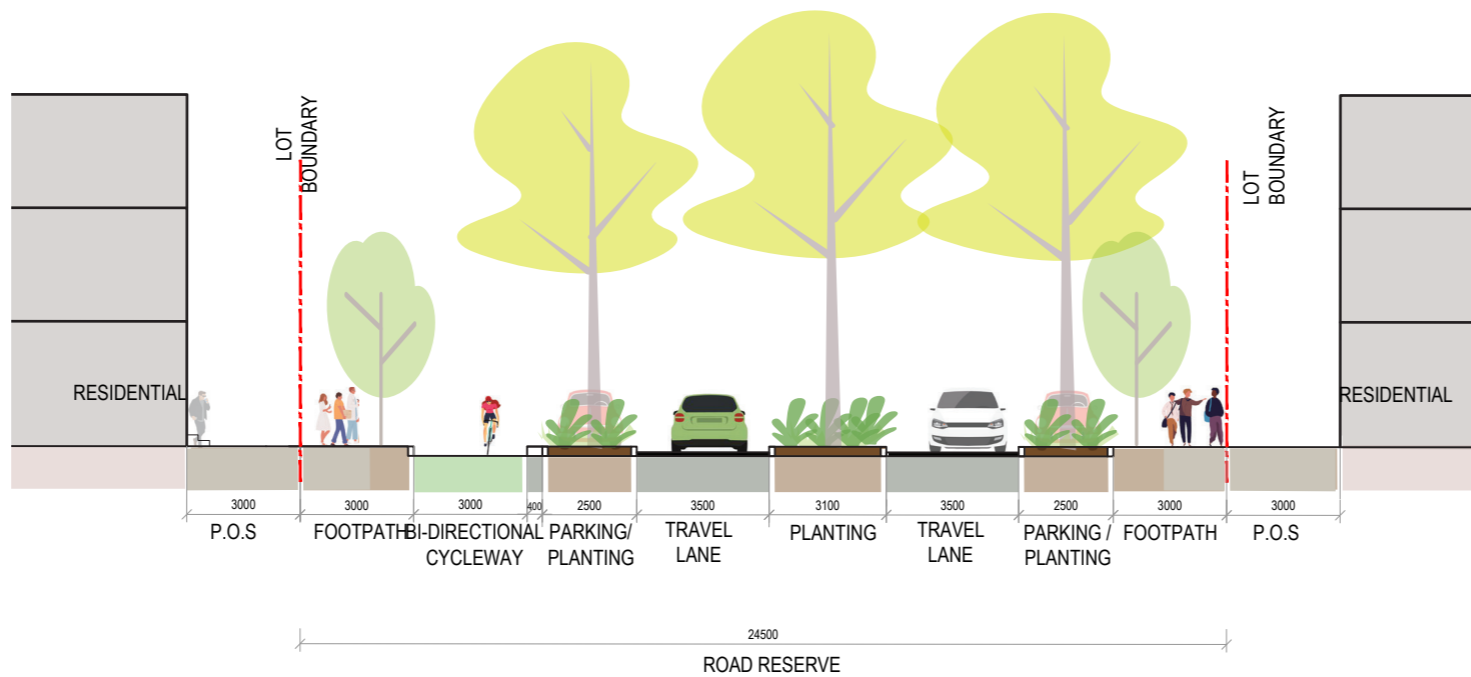 LOT
BOUNDARY
LOT
BOUNDARY
RESIDENTIAL
RESIDENTIAL
3000
3000
3000
400
2500
3500
3100
3500
2500
3000
3000
P.O.S
FOOTPATH
BI-DIRECTIONAL
CYCLEWAY
PARKING/
PLANTING
TRAVEL
LANE
PLANTING
TRAVEL
LANE
PARKING /
PLANTING
FOOTPATH
P.O.S
24500
ROAD RESERVE